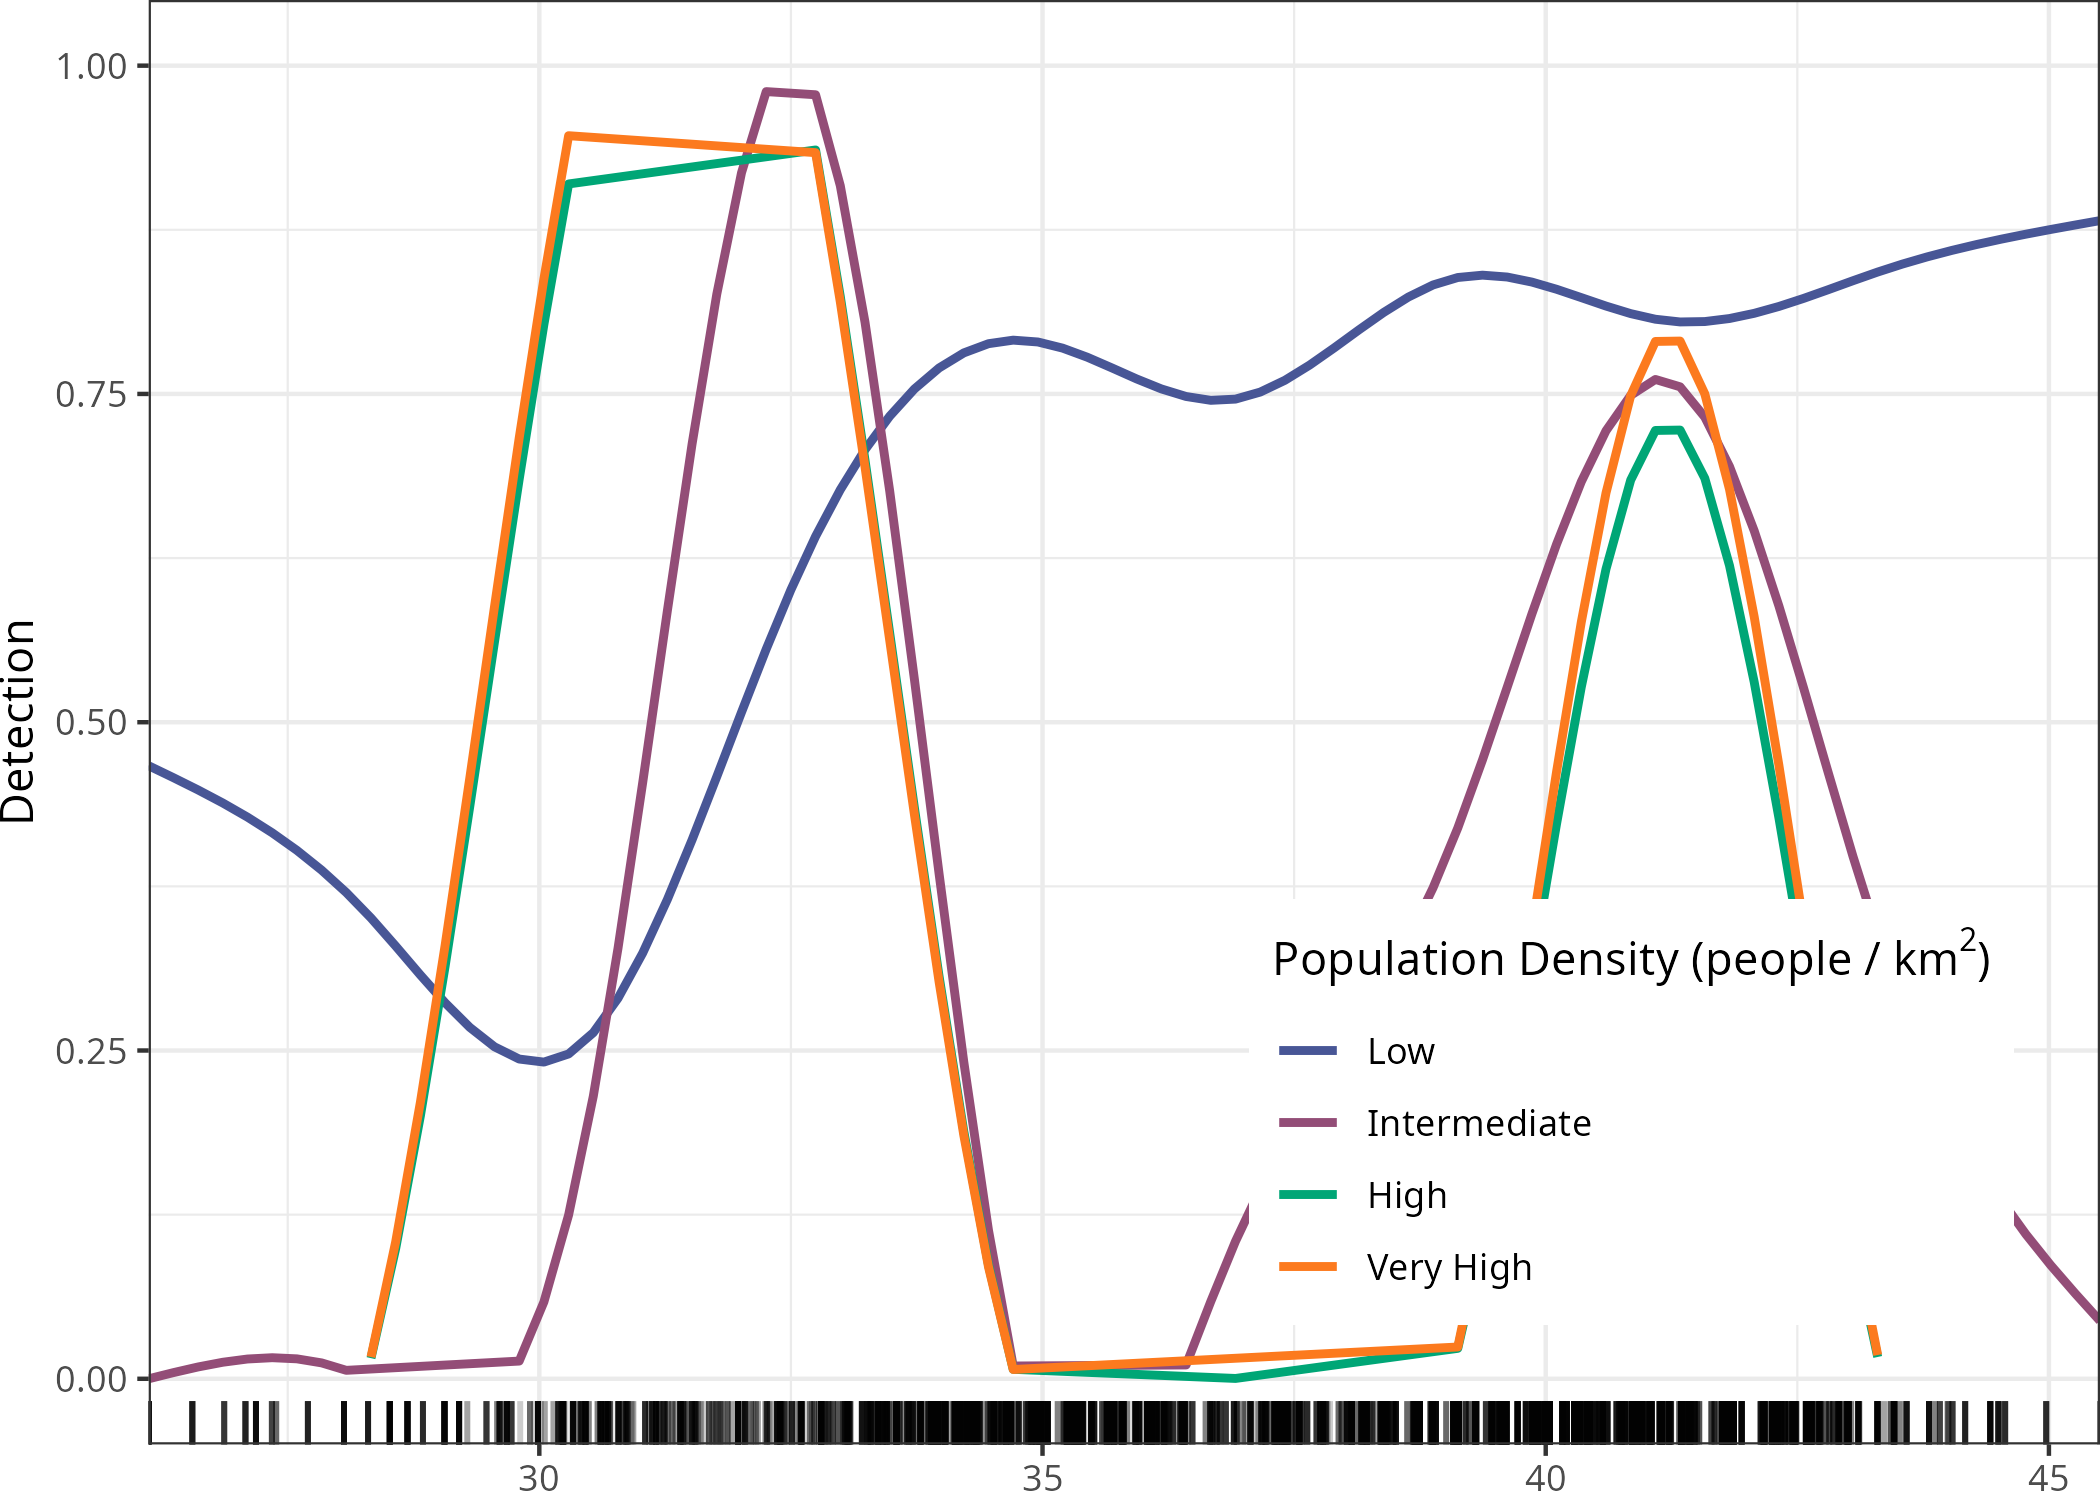 1.00
0.75
0.50
0.25
0.00
Detection
30 35 40 45
Population Density (people / km²)
Low
Intermediate
High
Very High